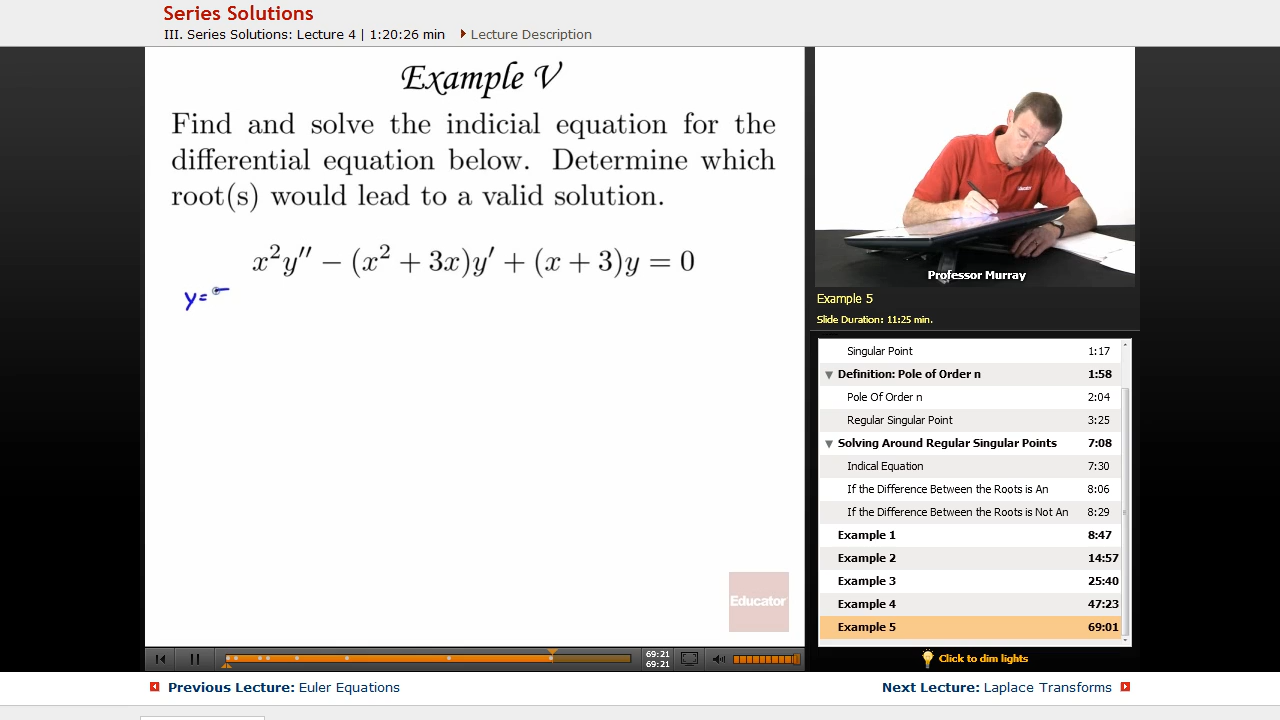 Series Solutions
III. Series Solutions: Lecture 4 | 1:20:26 min Lecture Description
Example V
Find and solve the indicial equation for the
differential equation below. Determine which
root(s) would lead to a valid solution.
x²y″ − (x² + 3x)y′ + (x + 3)y = 0
y=
Educator
Professor Murray
Example 5
Slide Duration: 11:25 min.
Singular Point 1:17
Definition: Pole of Order n 1:58
Pole Of Order n 2:04
Regular Singular Point 3:25
Solving Around Regular Singular Points 7:08
Indical Equation 7:30
If the Difference Between the Roots is An 8:06
If the Difference Between the Roots is Not An 8:29
Example 1 8:47
Example 2 14:57
Example 3 25:40
Example 4 47:23
Example 5 69:01
69:21
69:21
Click to dim lights
Previous Lecture: Euler Equations
Next Lecture: Laplace Transforms